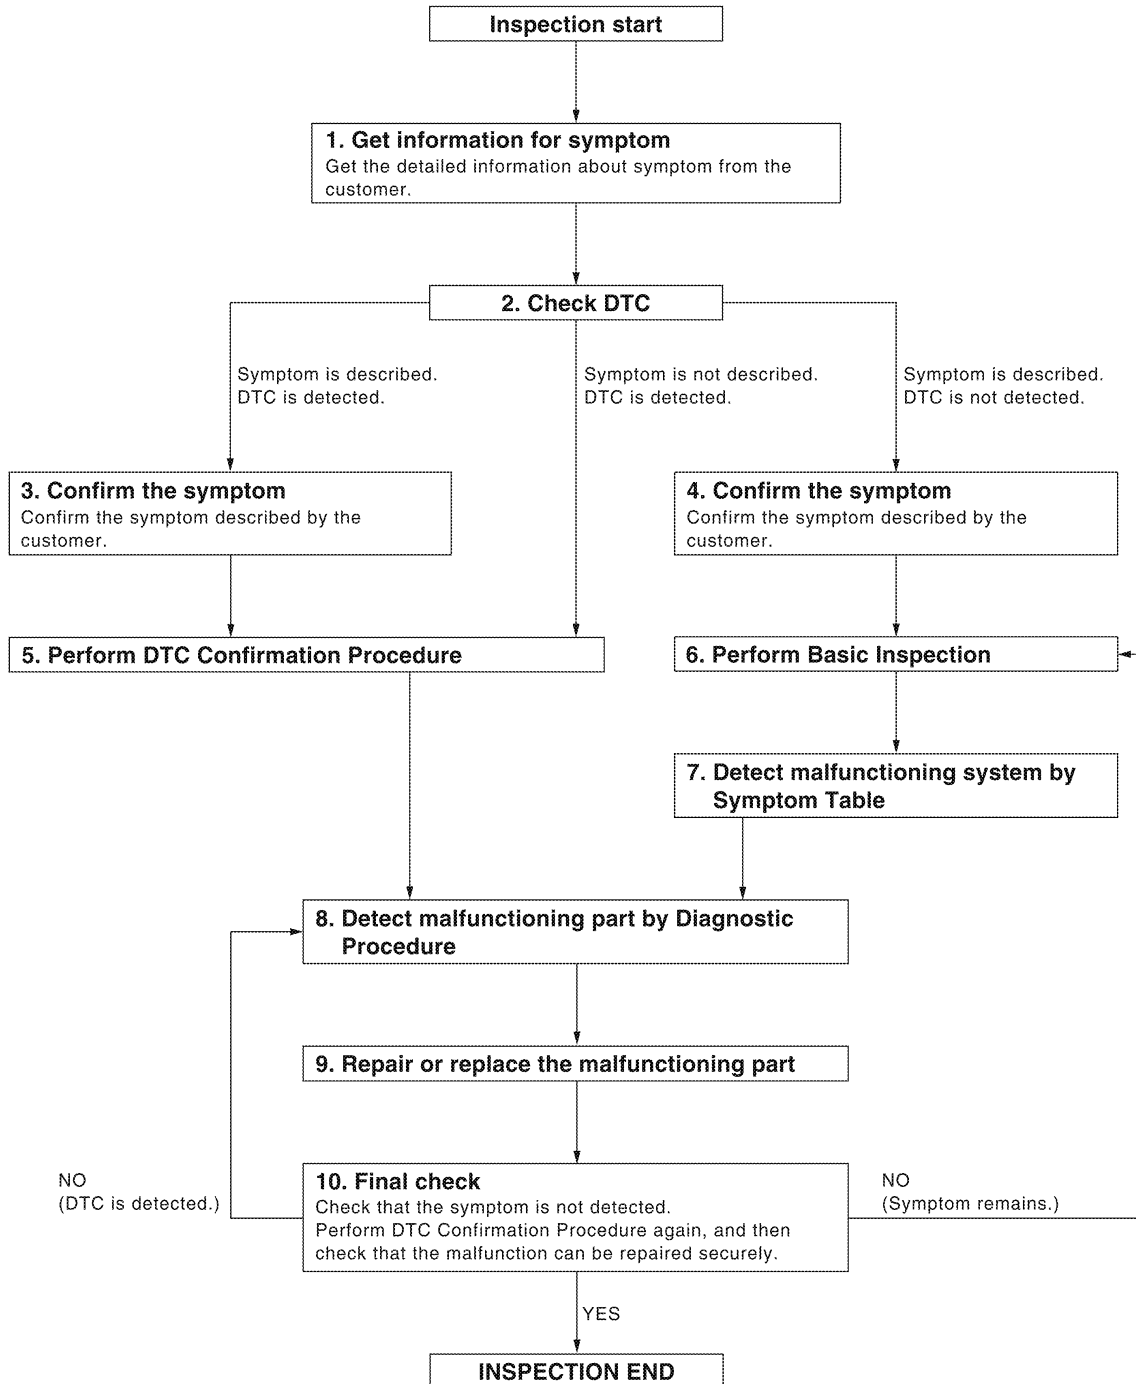 Inspection start
1. Get information for symptom
Get the detailed information about symptom from the
customer.
2. Check DTC
Symptom is described.
DTC is detected.
Symptom is not described.
DTC is detected.
Symptom is described.
DTC is not detected.
3. Confirm the symptom
Confirm the symptom described by the
customer.
4. Confirm the symptom
Confirm the symptom described by the
customer.
5. Perform DTC Confirmation Procedure
6. Perform Basic Inspection
7. Detect malfunctioning system by
Symptom Table
8. Detect malfunctioning part by Diagnostic
Procedure
9. Repair or replace the malfunctioning part
NO
(DTC is detected.)
10. Final check
Check that the symptom is not detected.
Perform DTC Confirmation Procedure again, and then
check that the malfunction can be repaired securely.
NO
(Symptom remains.)
YES
INSPECTION END